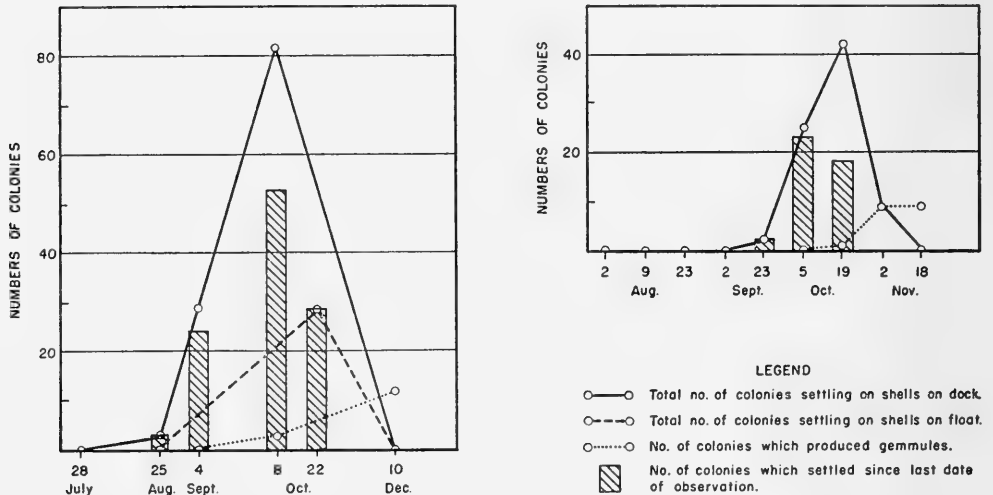 NUMBERS OF COLONIES
80
60
40
20
28 25 4 8 22 10
July Aug. Sept. Oct. Dec.
NUMBERS OF COLONIES
40
20
2 9 23 2 23 5 19 2 18
Aug. Sept. Oct. Nov.
LEGEND
Total no. of colonies settling on shells on dock.
Total no. of colonies settling on shells on float.
No. of colonies which produced gemmules.
No. of colonies which settled since last date
of observation.